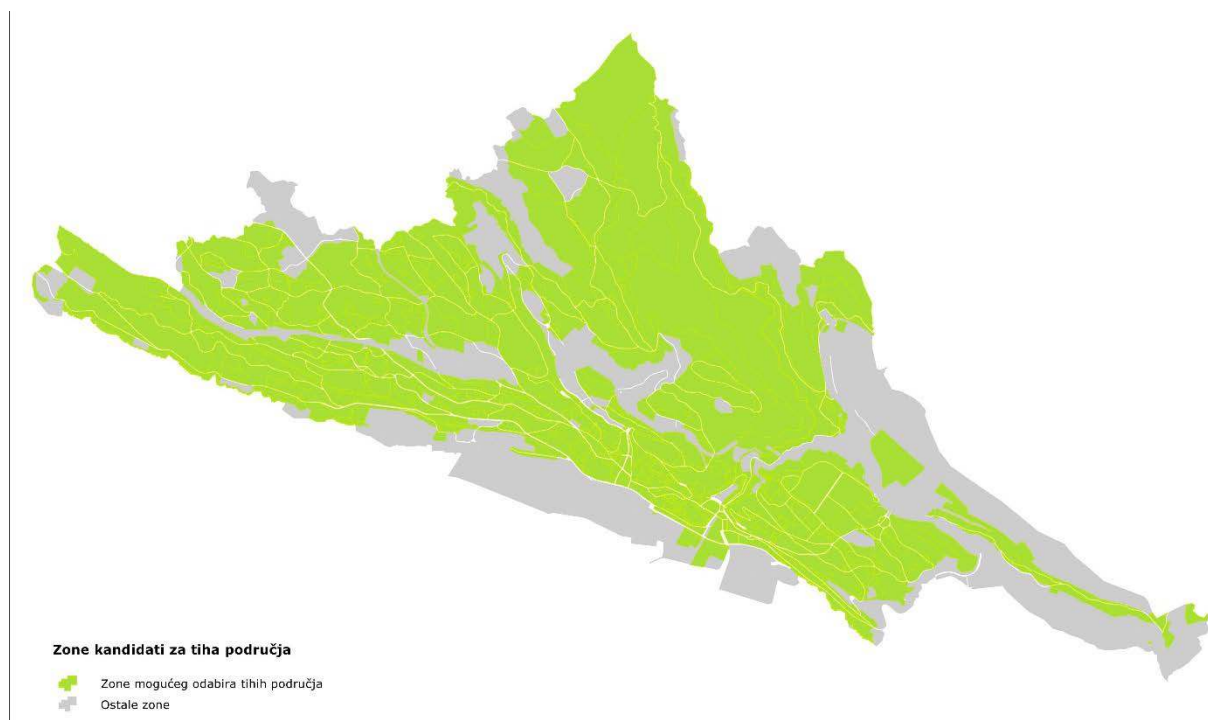 Zone kandidati za tiha područja
Zone mogućeg odabira tihih područja
Ostale zone